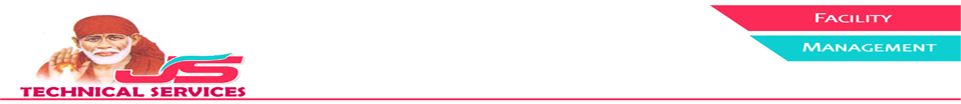 FACILITY
MANAGEMENT
JS
TECHNICAL SERVICES